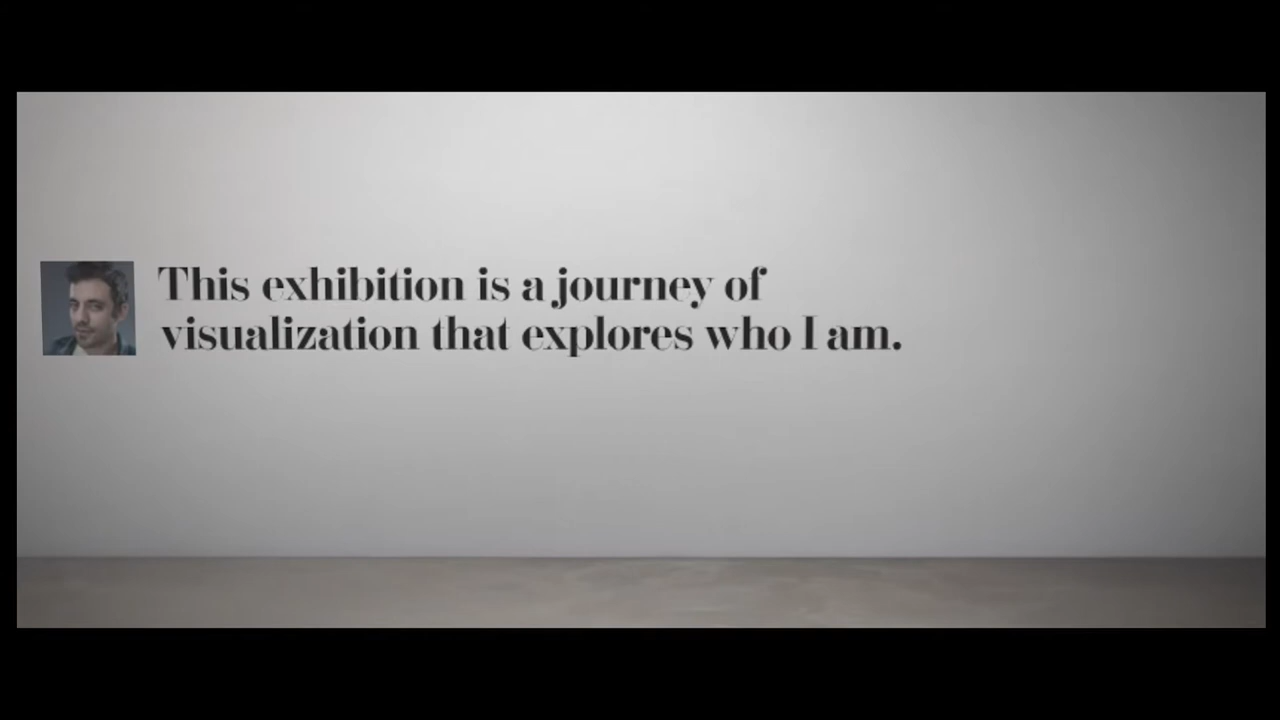 This exhibition is a journey of
visualization that explores who I am.